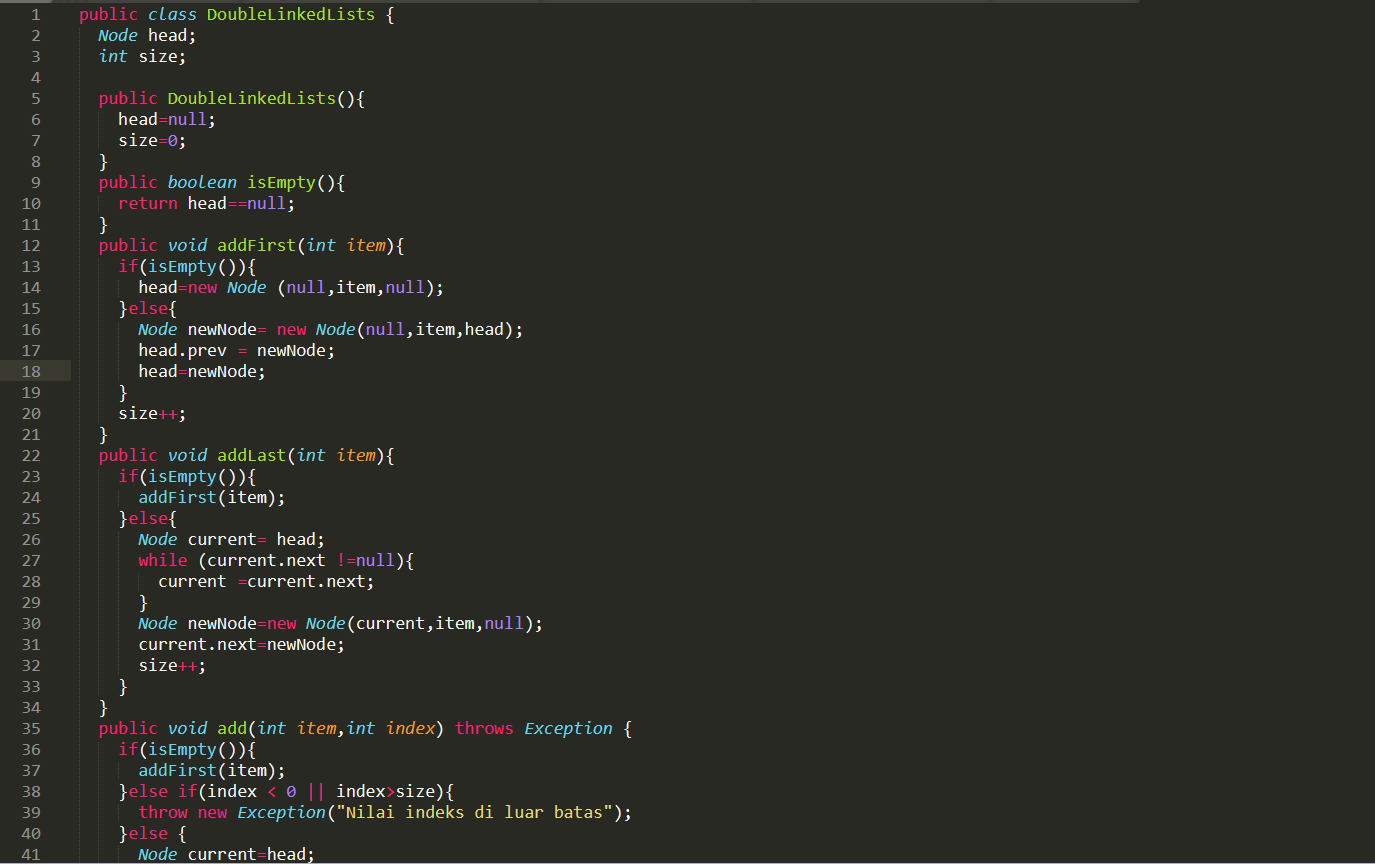 1 public class DoubleLinkedLists {
2 Node head;
3 int size;
4
5 public DoubleLinkedLists(){
6 head=null;
7 size=0;
8 }
9 public boolean isEmpty(){
10 return head==null;
11 }
12 public void addFirst(int item){
13 if(isEmpty()){
14 head=new Node (null,item,null);
15 }else{
16 Node newNode= new Node(null,item,head);
17 head.prev = newNode;
18 head=newNode;
19 }
20 size++;
21 }
22 public void addLast(int item){
23 if(isEmpty()){
24 addFirst(item);
25 }else{
26 Node current= head;
27 while (current.next !=null){
28 current =current.next;
29 }
30 Node newNode=new Node(current,item,null);
31 current.next=newNode;
32 size++;
33 }
34 }
35 public void add(int item,int index) throws Exception {
36 if(isEmpty()){
37 addFirst(item);
38 }else if(index < 0 || index>size){
39 throw new Exception("Nilai indeks di luar batas");
40 }else {
41 Node current=head;